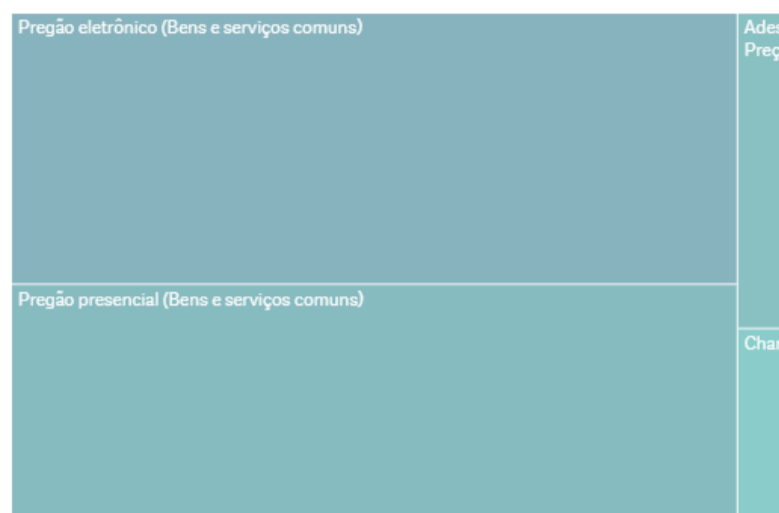 Pregão eletrônico (Bens e serviços comuns)
Pregão presencial (Bens e serviços comuns)